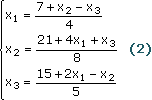 x₁ = (7 + x₂ − x₃)/4
x₂ = (21 + 4x₁ + x₃)/8 (2)
x₃ = (15 + 2x₁ − x₂)/5